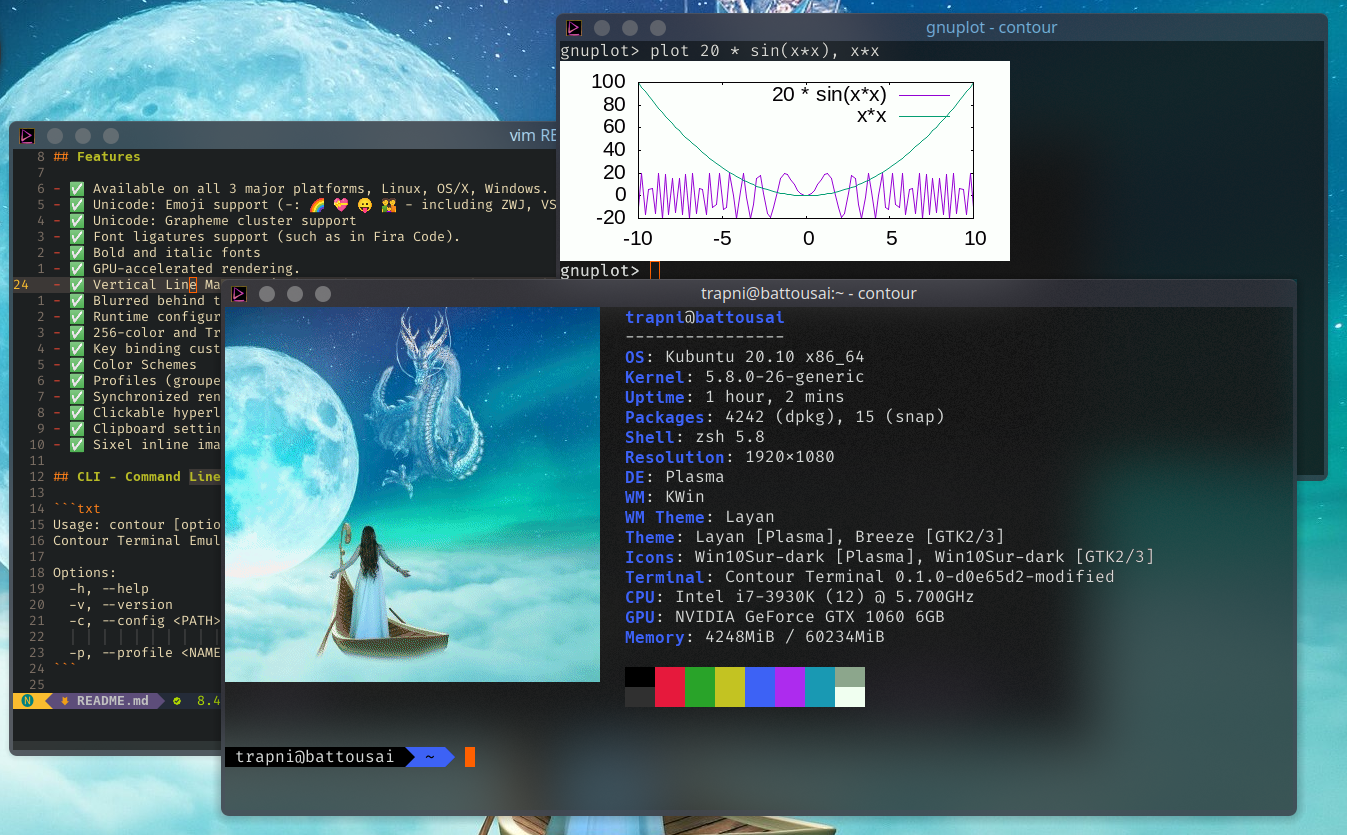 gnuplot - contour
gnuplot> plot 20 * sin(x*x), x*x
100
80
60
40
20
0
-20
-10
-5
0
5
10
20 * sin(x*x)
x*x
gnuplot>
vim RE
8 ## Features
7
6 - ✅ Available on all 3 major platforms, Linux, OS/X, Windows.
5 - ✅ Unicode: Emoji support (-: 🌈 💝 😛 👪 - including ZWJ, VS
4 - ✅ Unicode: Grapheme cluster support
3 - ✅ Font ligatures support (such as in Fira Code).
2 - ✅ Bold and italic fonts
1 - ✅ GPU-accelerated rendering.
24 - ✅ Vertical Line Ma
1 - ✅ Blurred behind t
2 - ✅ Runtime configur
3 - ✅ 256-color and Tr
4 - ✅ Key binding cust
5 - ✅ Color Schemes
6 - ✅ Profiles (groupe
7 - ✅ Synchronized ren
8 - ✅ Clickable hyperl
9 - ✅ Clipboard settin
10 - ✅ Sixel inline ima
11
12 ## CLI - Command Line
13
14 ```txt
15 Usage: contour [optio
16 Contour Terminal Emul
17
18 Options:
19 -h, --help
20 -v, --version
21 -c, --config <PATH>
22
23 -p, --profile <NAME
24 ```
25
N README.md 8.4
trapni@battousai:~ - contour
trapni@battousai
----------------
OS: Kubuntu 20.10 x86_64
Kernel: 5.8.0-26-generic
Uptime: 1 hour, 2 mins
Packages: 4242 (dpkg), 15 (snap)
Shell: zsh 5.8
Resolution: 1920×1080
DE: Plasma
WM: KWin
WM Theme: Layan
Theme: Layan [Plasma], Breeze [GTK2/3]
Icons: Win10Sur-dark [Plasma], Win10Sur-dark [GTK2/3]
Terminal: Contour Terminal 0.1.0-d0e65d2-modified
CPU: Intel i7-3930K (12) @ 5.700GHz
GPU: NVIDIA GeForce GTX 1060 6GB
Memory: 4248MiB / 60234MiB
trapni@battousai ~